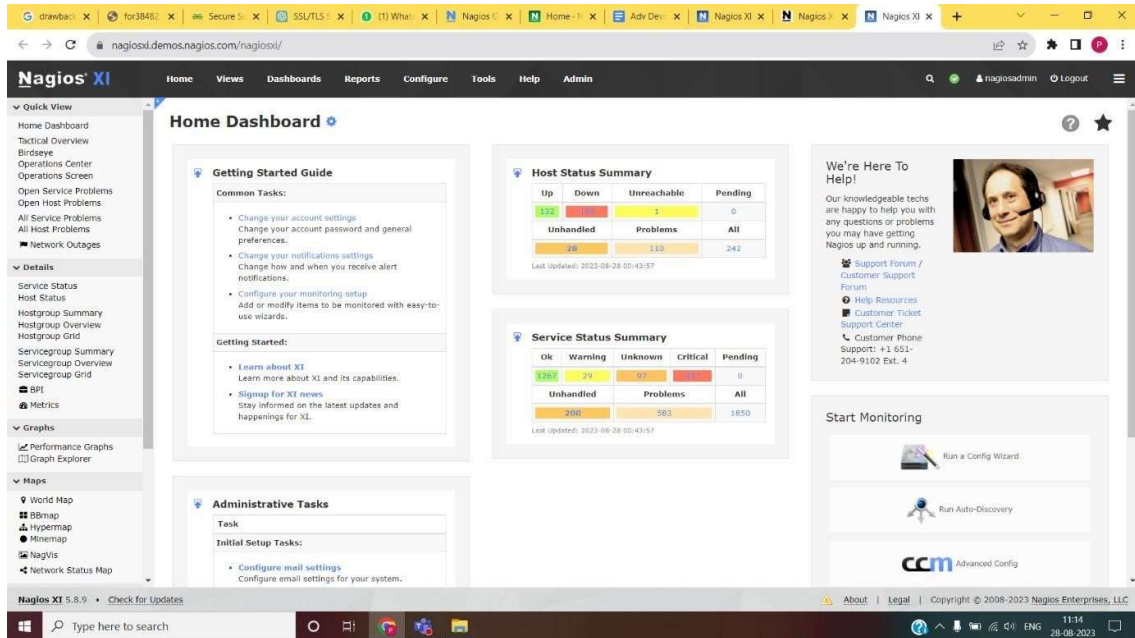 drawbac
for38482
Secure S
SSL/TLS
(1) What
Nagios
Home - N
Adv Dev
Nagios XI
Nagios X
Nagios XI
nagiosxi.demos.nagios.com/nagiosxi/
P
Nagios XI
Home Views Dashboards Reports Configure Tools Help Admin
nagiosadmin Logout
Quick View
Home Dashboard
Tactical Overview
Birdseye
Operations Center
Operations Screen
Open Service Problems
Open Host Problems
All Service Problems
All Host Problems
Network Outages
Details
Service Status
Host Status
Hostgroup Summary
Hostgroup Overview
Hostgroup Grid
Servicegroup Summary
Servicegroup Overview
Servicegroup Grid
BPI
Metrics
Graphs
Performance Graphs
Graph Explorer
Maps
World Map
BBmap
Hypermap
Minemap
NagVis
Network Status Map
Home Dashboard
Getting Started Guide
Common Tasks:
Change your account settings
Change your account password and general
preferences.
Change your notifications settings
Change how and when you receive alert
notifications.
Configure your monitoring setup
Add or modify items to be monitored with easy-to-
use wizards.
Getting Started:
Learn about XI
Learn more about XI and its capabilities.
Signup for XI news
Stay informed on the latest updates and
happenings for XI.
Administrative Tasks
Task
Initial Setup Tasks:
Configure mail settings
Configure email settings for your system.
Host Status Summary
Up Down Unreachable Pending
132 109 1 0
Unhandled Problems All
28 110 242
Last Updated: 2023-08-28 00:43:57
Service Status Summary
Ok Warning Unknown Critical Pending
1267 29 97 457 0
Unhandled Problems All
200 583 1850
Last Updated: 2023-08-28 00:43:57
We're Here To
Help!
Our knowledgeable techs
are happy to help you with
any questions or problems
you may have getting
Nagios up and running.
Support Forum /
Customer Support
Forum
Help Resources
Customer Ticket
Support Center
Customer Phone
Support: +1 651-
204-9102 Ext. 4
Start Monitoring
Run a Config Wizard
Run Auto-Discovery
ccm Advanced Config
Nagios XI 5.8.9 • Check for Updates
About | Legal | Copyright © 2008-2023 Nagios Enterprises, LLC
Type here to search
ENG
11:14
28-08-2023